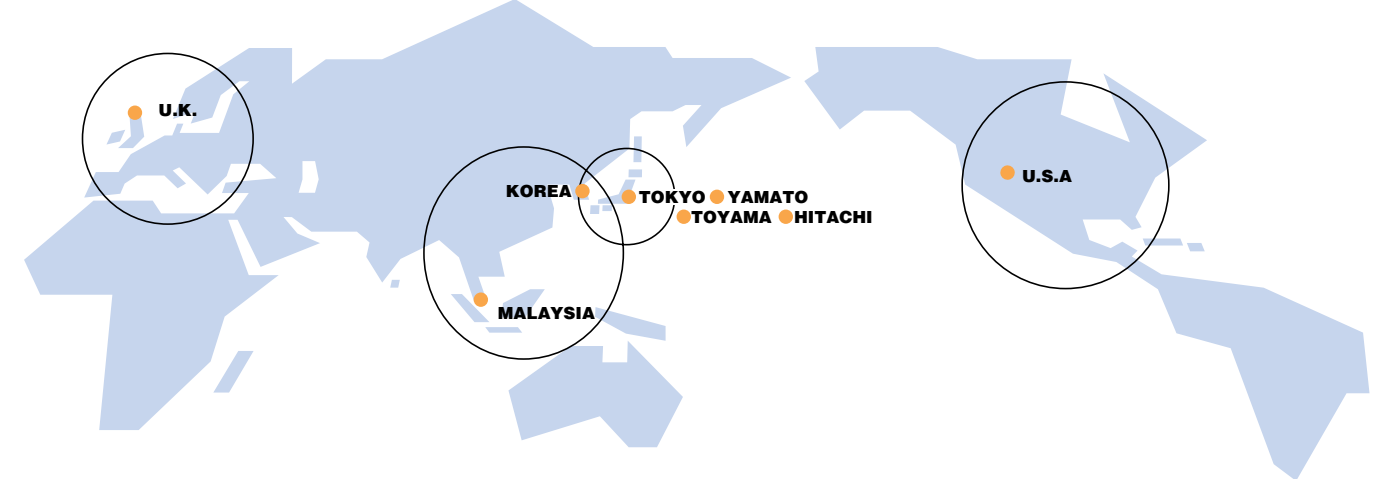 U.K.
U.S.A
KOREA
TOKYO YAMATO
TOYAMA HITACHI
MALAYSIA